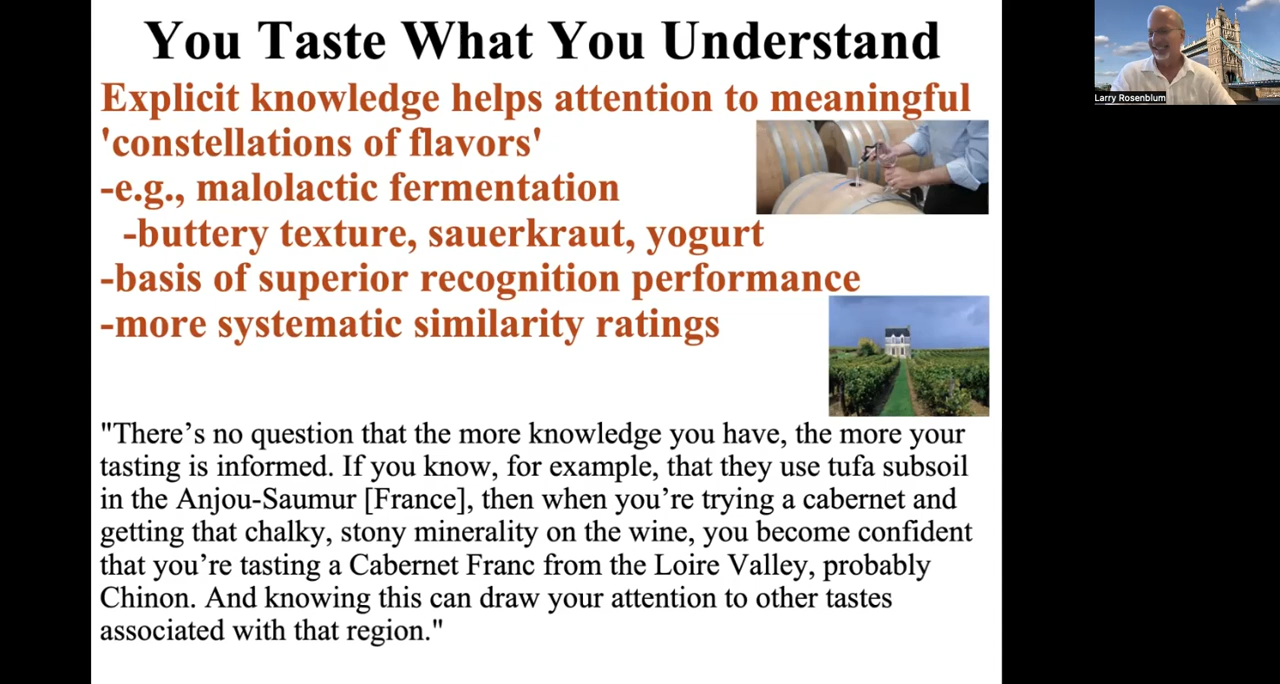 You Taste What You Understand
Explicit knowledge helps attention to meaningful
'constellations of flavors'
-e.g., malolactic fermentation
-buttery texture, sauerkraut, yogurt
-basis of superior recognition performance
-more systematic similarity ratings
"There’s no question that the more knowledge you have, the more your
tasting is informed. If you know, for example, that they use tufa subsoil
in the Anjou-Saumur [France], then when you’re trying a cabernet and
getting that chalky, stony minerality on the wine, you become confident
that you’re tasting a Cabernet Franc from the Loire Valley, probably
Chinon. And knowing this can draw your attention to other tastes
associated with that region."
Larry Rosenblum